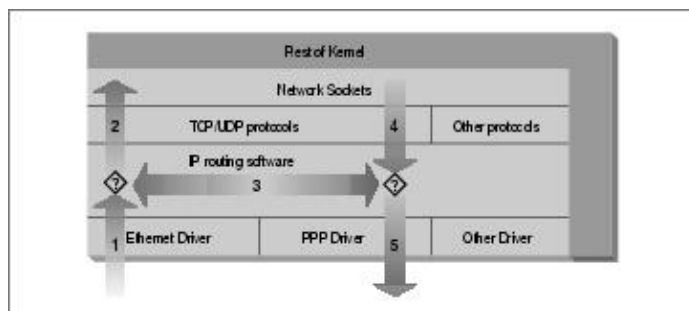 Rest of Kernel
Network Sockets
2 TCP/UDP protocols 4 Other protocols
IP routing software
? 3 ?
1 Ethernet Driver PPP Driver 5 Other Driver